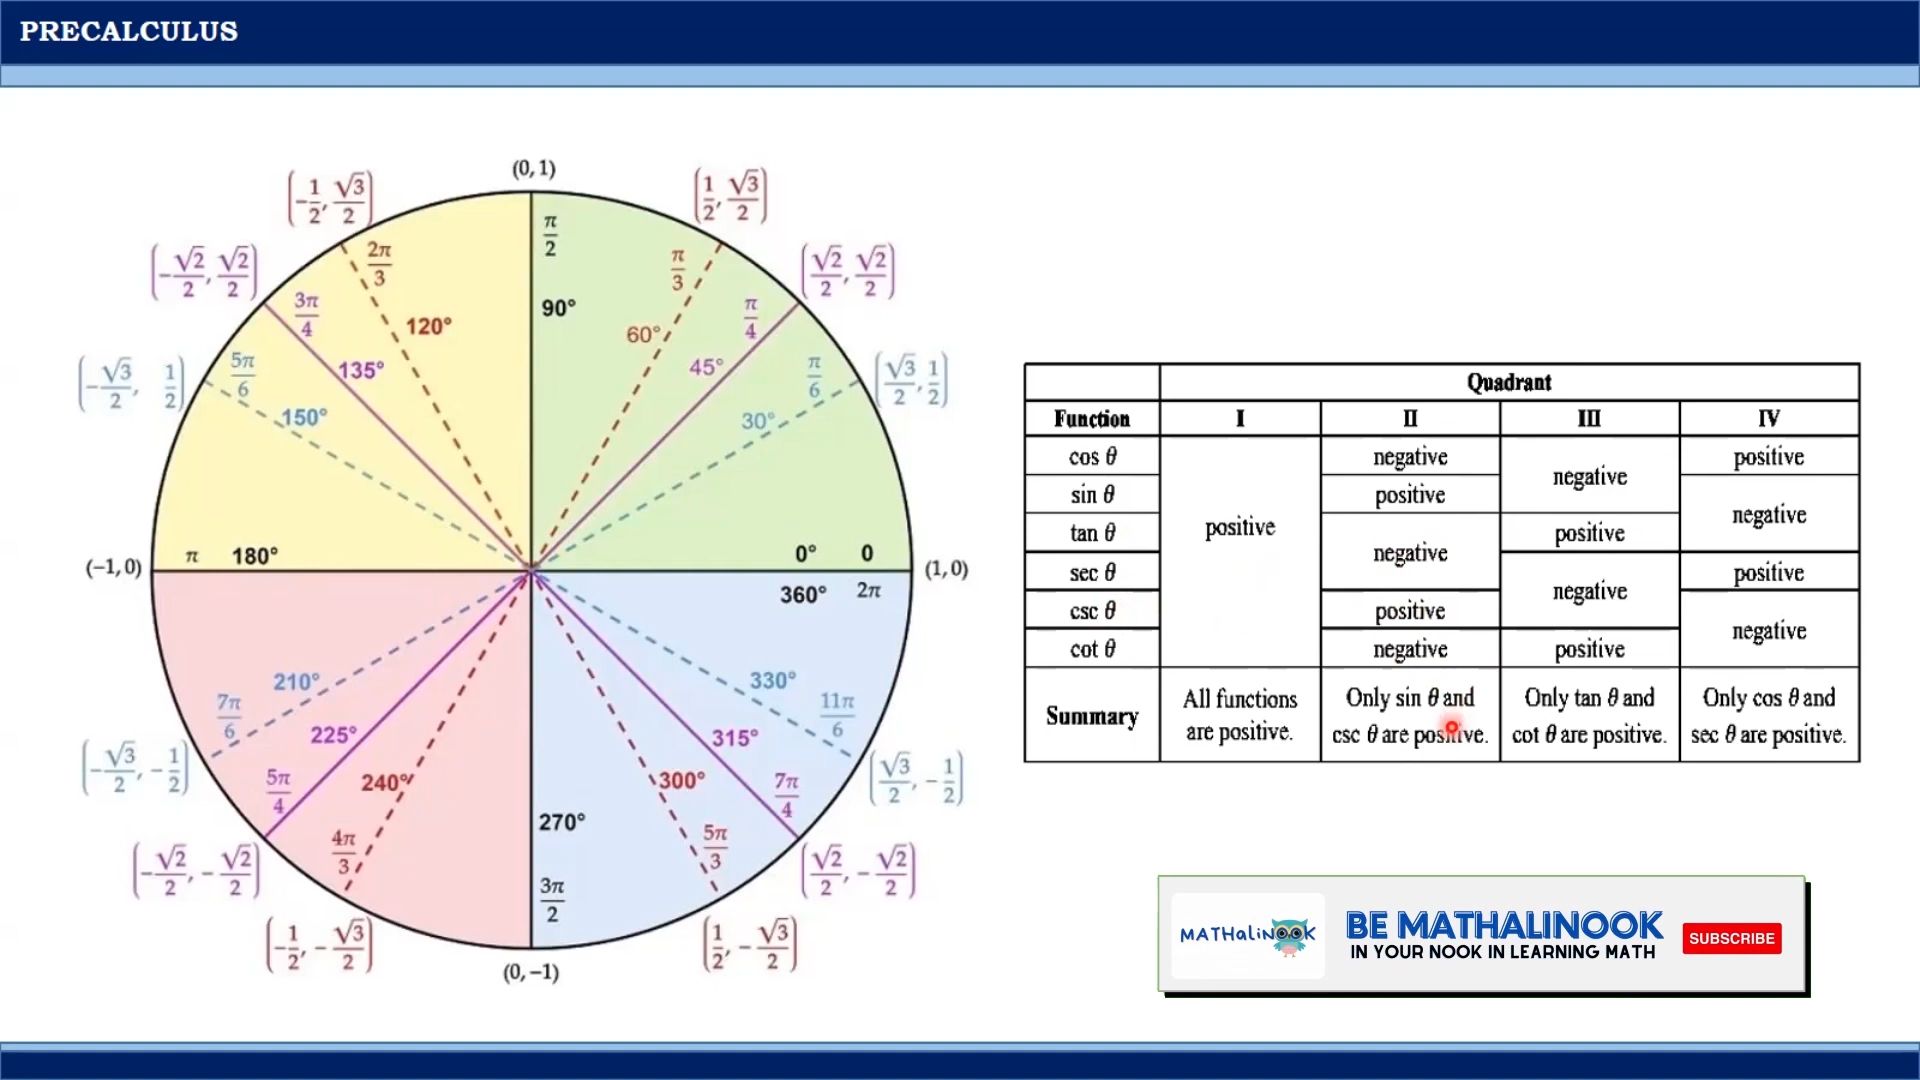 PRECALCULUS
(0, 1)
(-1/2, √3/2)
(1/2, √3/2)
(-√2/2, √2/2)
(√2/2, √2/2)
(-√3/2, 1/2)
(√3/2, 1/2)
π/2
2π/3
π/3
3π/4
π/4
5π/6
π/6
90°
120°
60°
135°
45°
150°
30°
(−1, 0)
π 180°
0° 0
(1, 0)
360° 2π
210°
330°
7π/6
11π/6
225°
315°
(-√3/2, -1/2)
(√3/2, -1/2)
5π/4
240°
300°
7π/4
270°
4π/3
5π/3
(-√2/2, -√2/2)
(√2/2, -√2/2)
3π/2
(-1/2, -√3/2)
(1/2, -√3/2)
(0, −1)
Quadrant
Function I II III IV
cos θ negative positive
negative
sin θ positive
negative
positive
tan θ positive
negative
sec θ positive
negative
csc θ positive
negative
cot θ negative positive
Summary
All functions
are positive.
Only sin θ and
csc θ are positive.
Only tan θ and
cot θ are positive.
Only cos θ and
sec θ are positive.
MATHaliNOOK
BE MATHALINOOK
IN YOUR NOOK IN LEARNING MATH
SUBSCRIBE